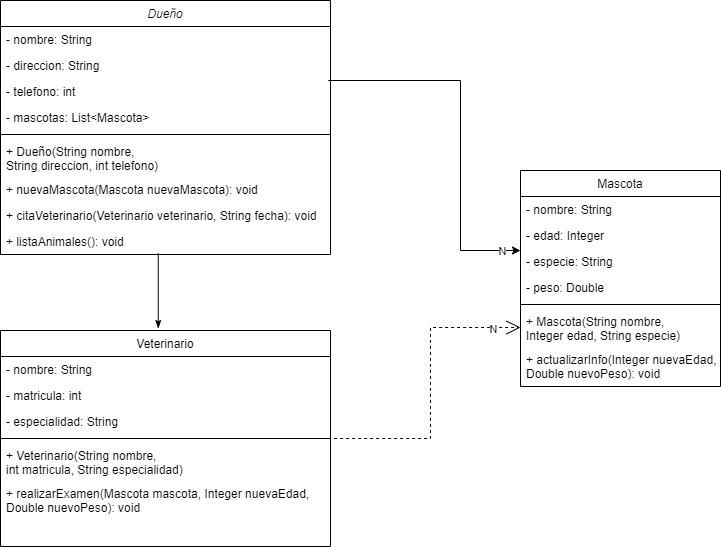 Dueño
- nombre: String
- direccion: String
- telefono: int
- mascotas: List<Mascota>
+ Dueño(String nombre,
String direccion, int telefono)
+ nuevaMascota(Mascota nuevaMascota): void
+ citaVeterinario(Veterinario veterinario, String fecha): void
+ listaAnimales(): void
Mascota
- nombre: String
- edad: Integer
- especie: String
- peso: Double
+ Mascota(String nombre,
Integer edad, String especie)
+ actualizarInfo(Integer nuevaEdad,
Double nuevoPeso): void
N
N
Veterinario
- nombre: String
- matricula: int
- especialidad: String
+ Veterinario(String nombre,
int matricula, String especialidad)
+ realizarExamen(Mascota mascota, Integer nuevaEdad,
Double nuevoPeso): void